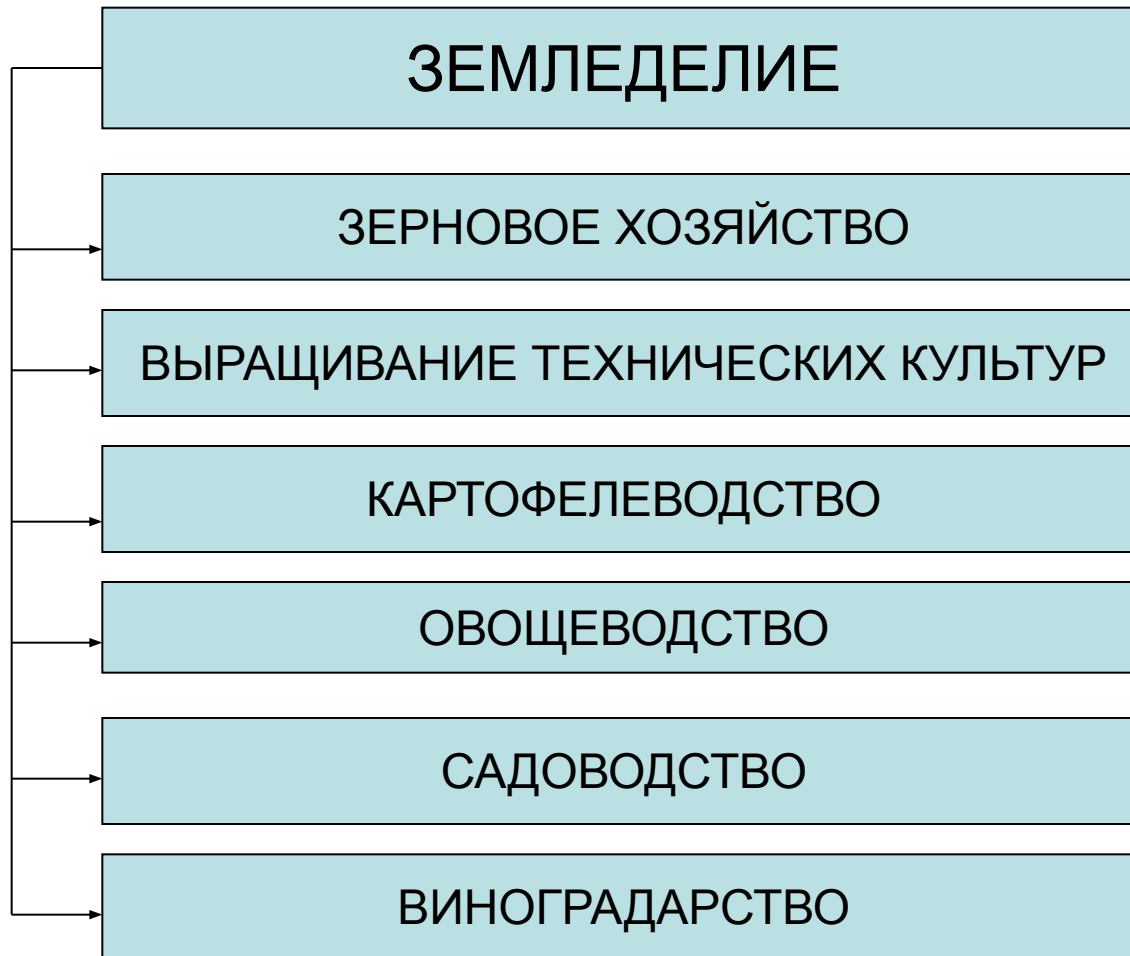 ЗЕМЛЕДЕЛИЕ
ЗЕРНОВОЕ ХОЗЯЙСТВО
ВЫРАЩИВАНИЕ ТЕХНИЧЕСКИХ КУЛЬТУР
КАРТОФЕЛЕВОДСТВО
ОВОЩЕВОДСТВО
САДОВОДСТВО
ВИНОГРАДАРСТВО